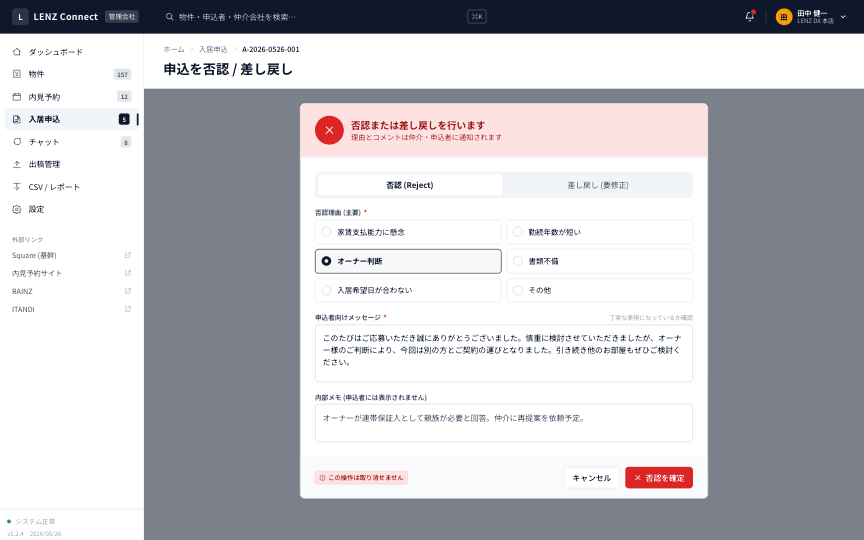 L LENZ Connect 管理会社
物件・申込者・仲介会社を検索…
⌘K
田 田中 健一
LENZ DX 本店
ダッシュボード
物件 157
内見予約 12
入居申込 5
チャット 8
出稿管理
CSV / レポート
設定
外部リンク
Square (基幹)
内見予約サイト
RAINZ
ITANDI
システム正常
v1.2.4 · 2026/05/26
ホーム 入居申込 A-2026-0526-001
申込を否認 / 差し戻し
否認または差し戻しを行います
理由とコメントは仲介・申込者に通知されます
否認 (Reject) 差し戻し (要修正)
否認理由 (主要) *
家賃支払能力に懸念 勤続年数が短い
オーナー判断 書類不備
入居希望日が合わない その他
申込者向けメッセージ * 丁寧な表現になっているか確認
このたびはご応募いただき誠にありがとうございました。慎重に検討させていただきましたが、オーナ
ー様のご判断により、今回は別の方とご契約の運びとなりました。引き続き他のお部屋もぜひご検討く
ださい。
内部メモ (申込者には表示されません)
オーナーが連帯保証人として親族が必要と回答。仲介に再提案を依頼予定。
この操作は取り消せません
キャンセル
否認を確定